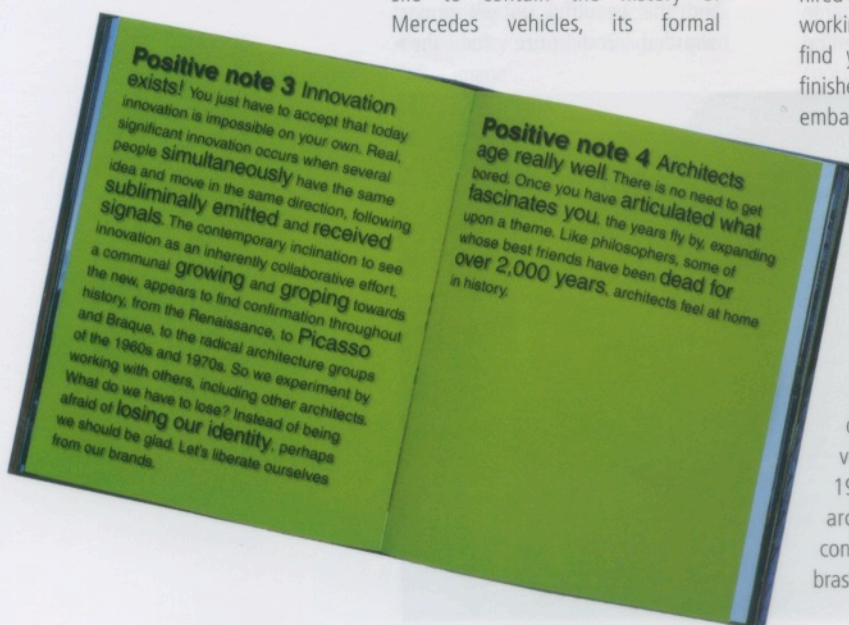 Mercedes vehicles, its formal
working
find y
finishe
emba
Positive note 3 Innovation
exists! You just have to accept that today
innovation is impossible on your own. Real,
significant innovation occurs when several
people simultaneously have the same
idea and move in the same direction, following
subliminally emitted and received
signals. The contemporary inclination to see
innovation as an inherently collaborative effort,
a communal growing and groping towards
the new, appears to find confirmation throughout
history, from the Renaissance, to Picasso
and Braque, to the radical architecture groups
of the 1960s and 1970s. So we experiment by
working with others, including other architects.
What do we have to lose? Instead of being
afraid of losing our identity, perhaps
we should be glad. Let's liberate ourselves
from our brands.
Positive note 4 Architects
age really well. There is no need to get
bored. Once you have articulated what
fascinates you, the years fly by, expanding
upon a theme. Like philosophers, some of
whose best friends have been dead for
over 2,000 years, architects feel at home
in history.
v
19
arc
con
bras